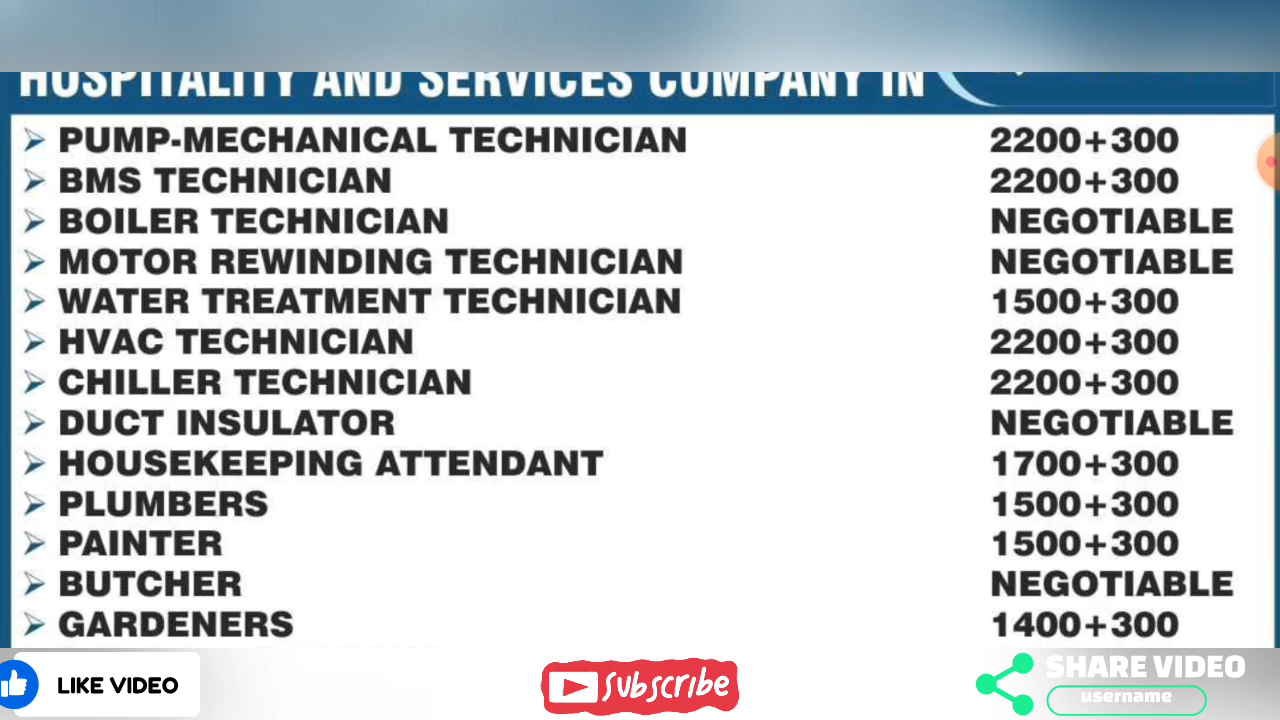 HOSPITALITY AND SERVICES COMPANY IN
PUMP-MECHANICAL TECHNICIAN 2200+300
BMS TECHNICIAN 2200+300
BOILER TECHNICIAN NEGOTIABLE
MOTOR REWINDING TECHNICIAN NEGOTIABLE
WATER TREATMENT TECHNICIAN 1500+300
HVAC TECHNICIAN 2200+300
CHILLER TECHNICIAN 2200+300
DUCT INSULATOR NEGOTIABLE
HOUSEKEEPING ATTENDANT 1700+300
PLUMBERS 1500+300
PAINTER 1500+300
BUTCHER NEGOTIABLE
GARDENERS 1400+300
LIKE VIDEO
Subscribe
SHARE VIDEO
username